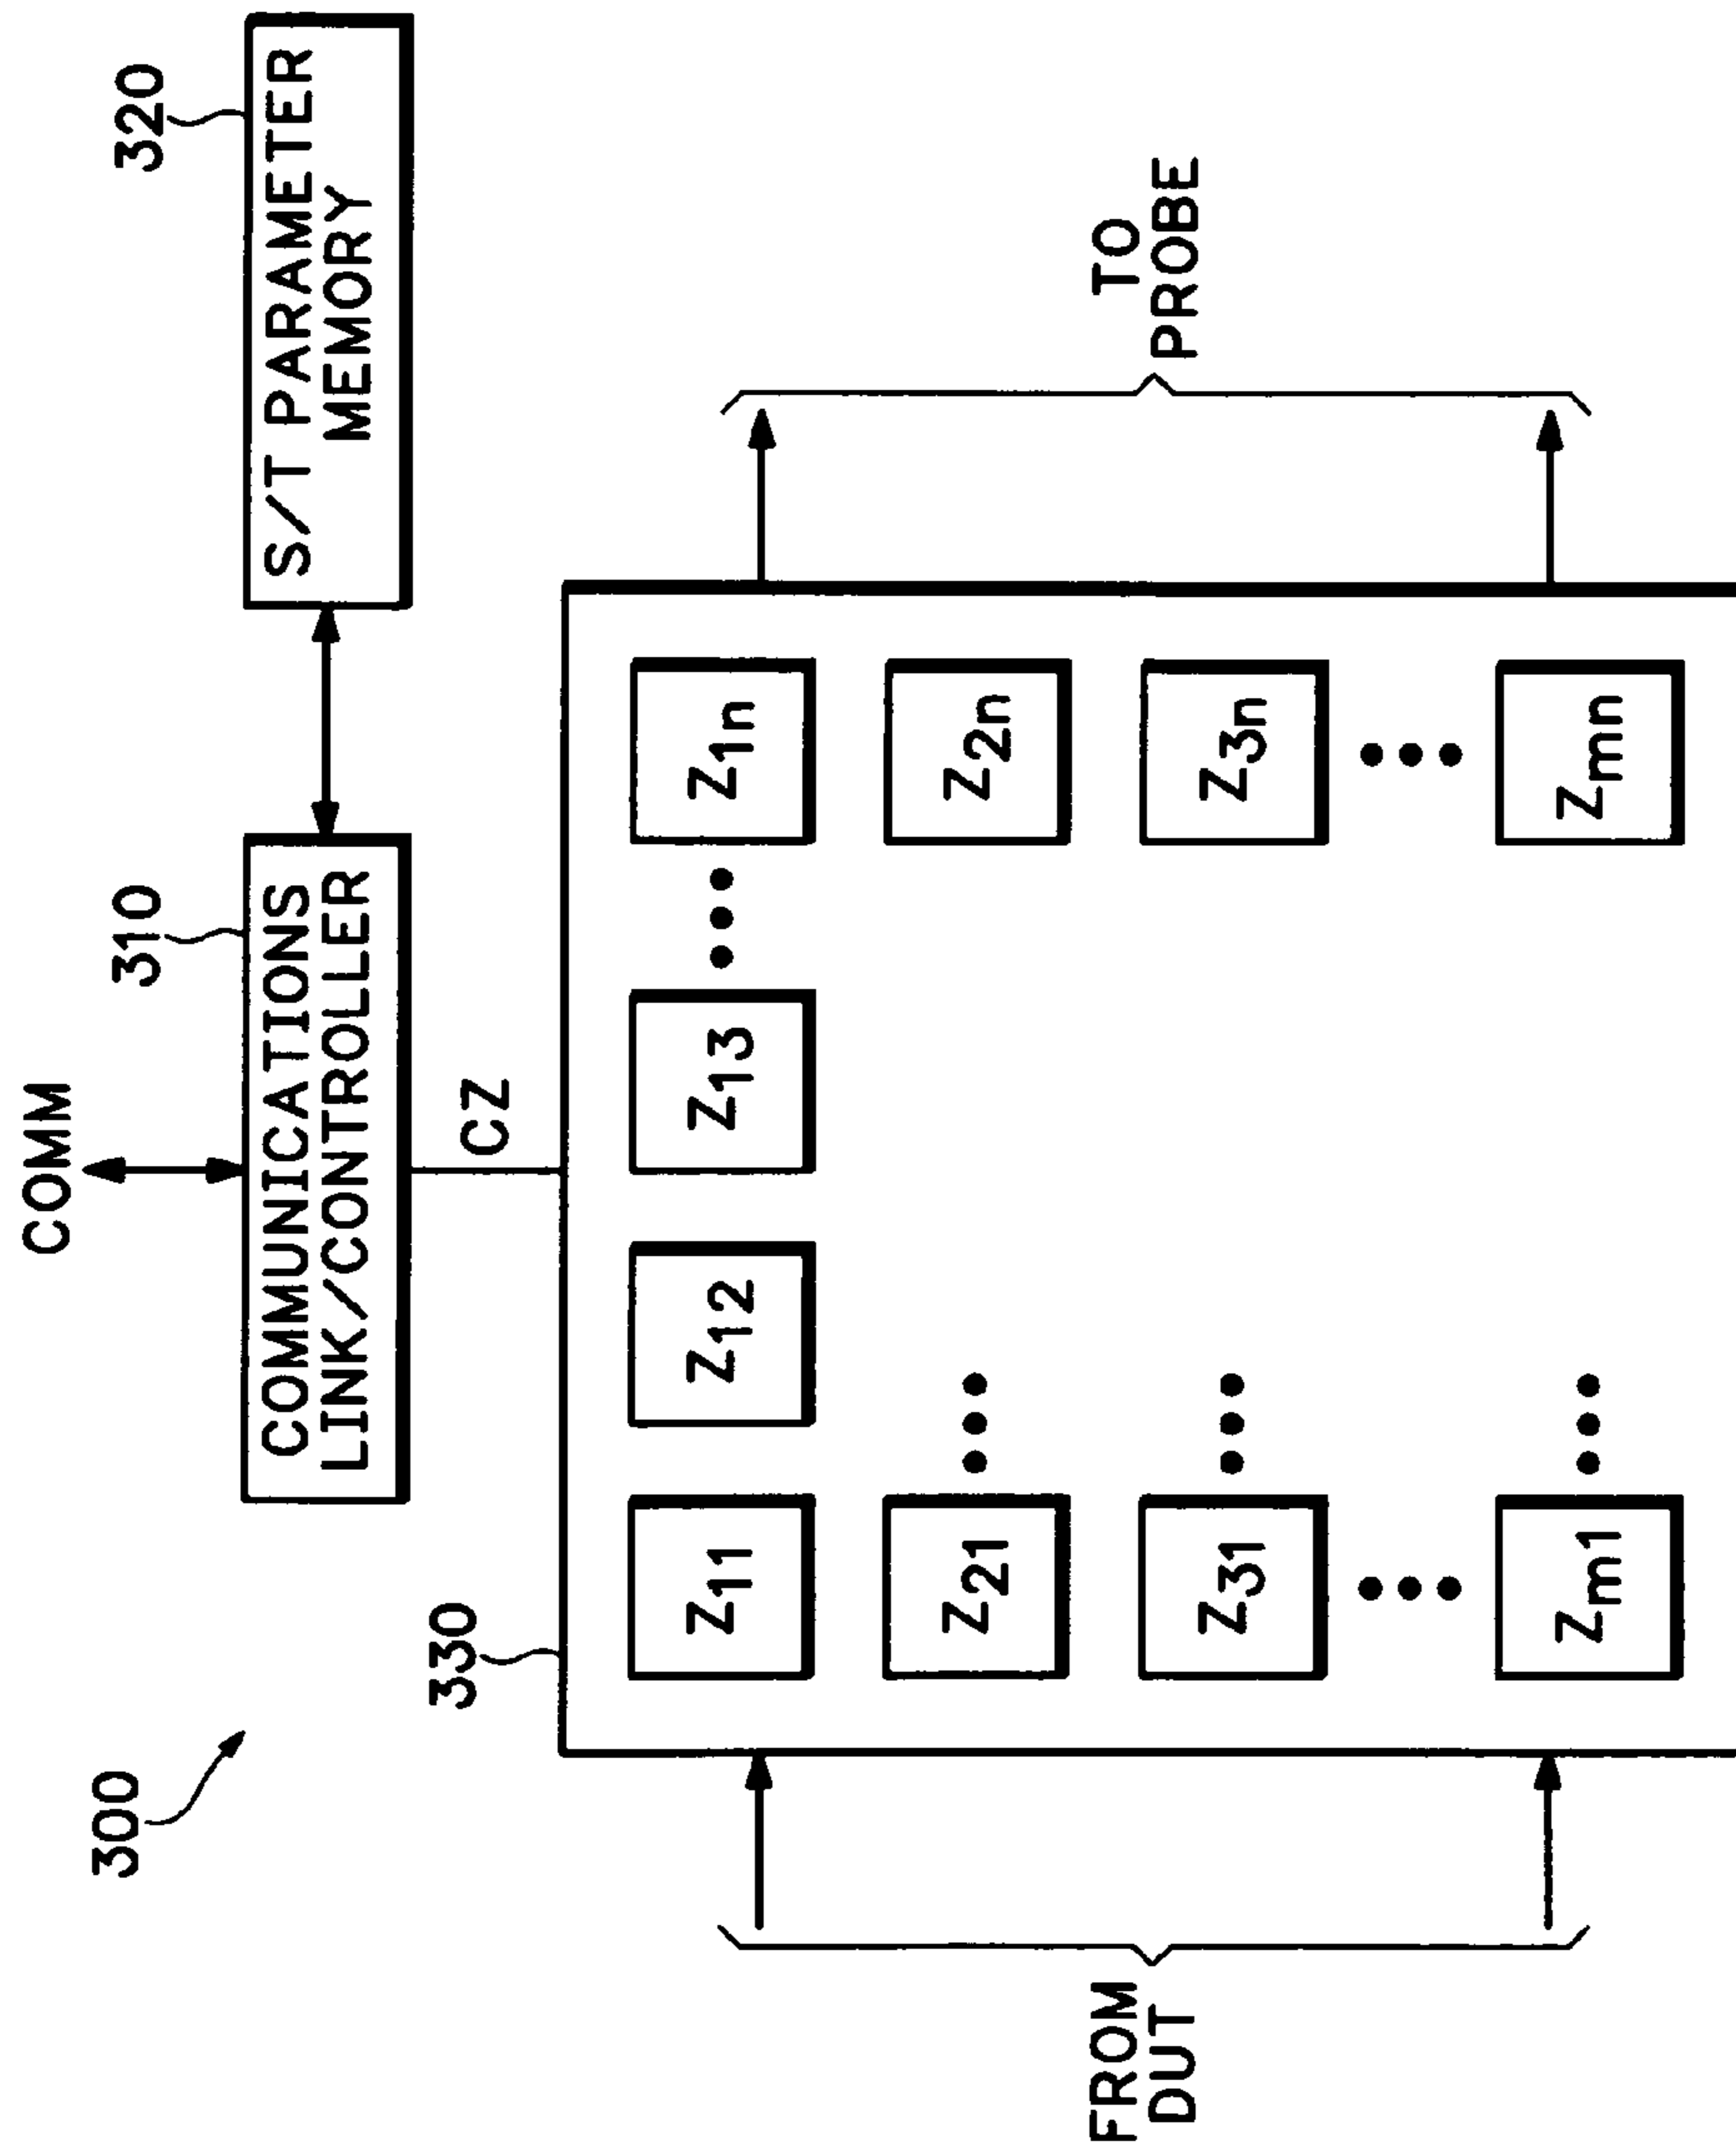 COMM
300
310
320
COMMUNICATIONS
LINK/CONTROLLER
S/T PARAMETER
MEMORY
330
CZ
Z11
Z12
Z13
Z1n
Z21
Z2n
Z31
Z3n
Zm1
Zmn
FROM
DUT
TO
PROBE